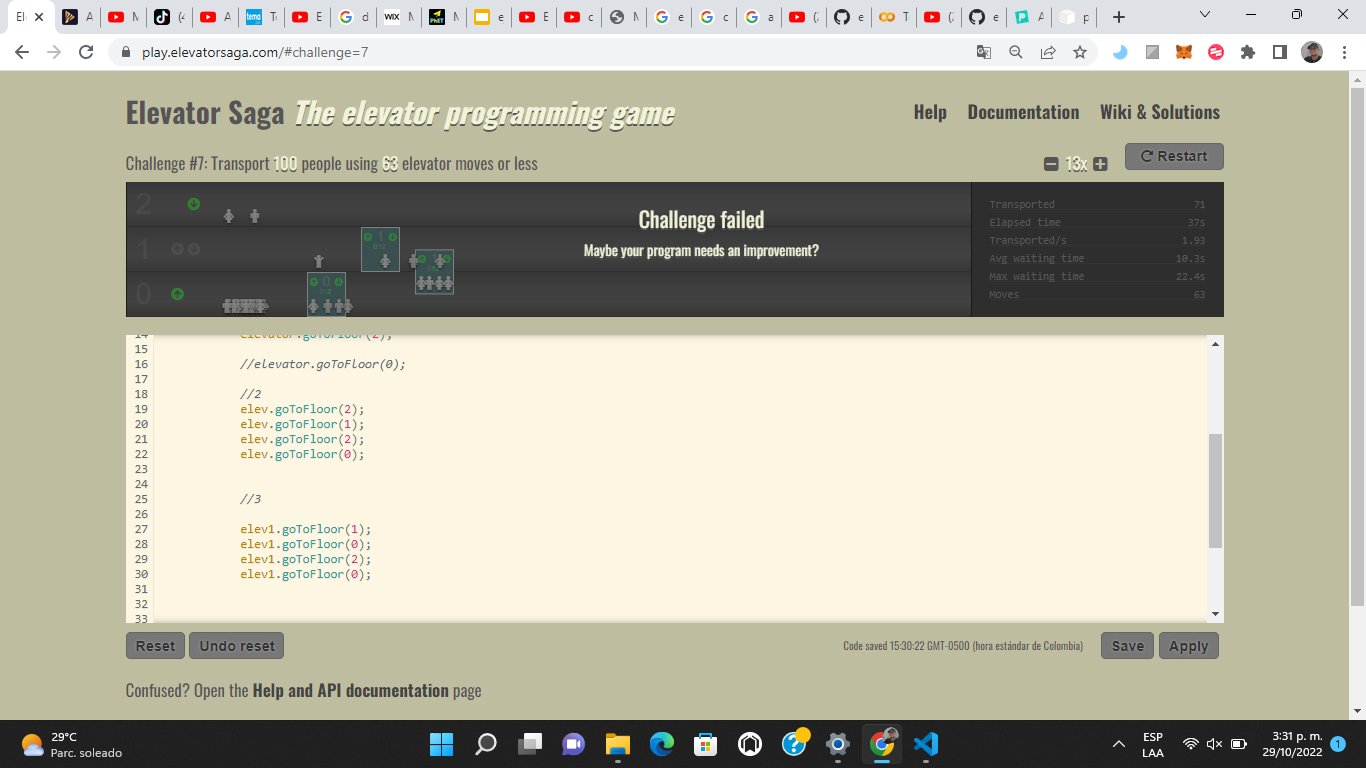 El
A
M
(4
A
Te
E
d
WIX M
M
e
E
c
M
e
c
a
(2
e
T
(2
e
A
p
play.elevatorsaga.com/#challenge=7
Elevator Saga The elevator programming game
Help Documentation Wiki & Solutions
Challenge #7: Transport 100 people using 63 elevator moves or less
13x
Restart
2
1
0
Challenge failed
Maybe your program needs an improvement?
Transported 71
Elapsed time 37s
Transported/s 1.93
Avg waiting time 10.3s
Max waiting time 22.4s
Moves 63
14 elevator.goToFloor(2);
15
16 //elevator.goToFloor(0);
17
18 //2
19 elev.goToFloor(2);
20 elev.goToFloor(1);
21 elev.goToFloor(2);
22 elev.goToFloor(0);
23
24
25 //3
26
27 elev1.goToFloor(1);
28 elev1.goToFloor(0);
29 elev1.goToFloor(2);
30 elev1.goToFloor(0);
31
32
33
Reset Undo reset
Code saved 15:30:22 GMT-0500 (hora estándar de Colombia)
Save Apply
Confused? Open the Help and API documentation page
29°C
Parc. soleado
ESP
LAA
3:31 p. m.
29/10/2022
1